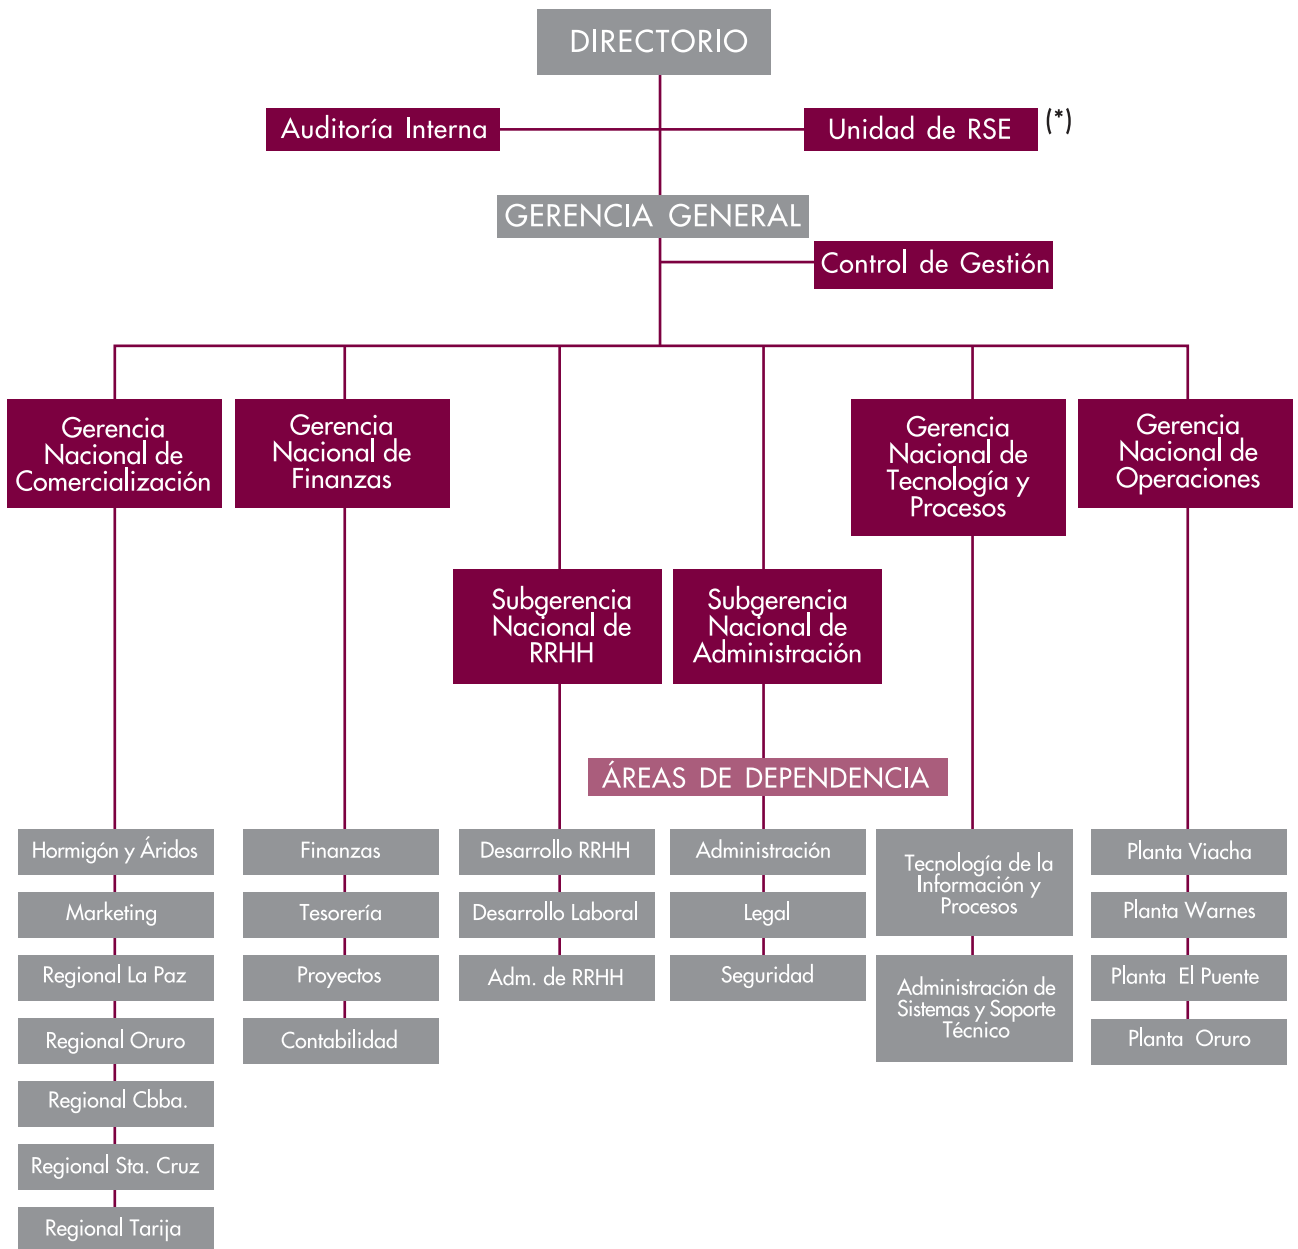 DIRECTORIO
Auditoría Interna
Unidad de RSE
(*)
GERENCIA GENERAL
Control de Gestión
Gerencia
Nacional de
Comercialización
Gerencia
Nacional de
Finanzas
Gerencia
Nacional de
Tecnología y
Procesos
Gerencia
Nacional de
Operaciones
Subgerencia
Nacional de
RRHH
Subgerencia
Nacional de
Administración
ÁREAS DE DEPENDENCIA
Hormigón y Áridos
Marketing
Regional La Paz
Regional Oruro
Regional Cbba.
Regional Sta. Cruz
Regional Tarija
Finanzas
Tesorería
Proyectos
Contabilidad
Desarrollo RRHH
Desarrollo Laboral
Adm. de RRHH
Administración
Legal
Seguridad
Tecnología de la
Información y
Procesos
Administración de
Sistemas y Soporte
Técnico
Planta Viacha
Planta Warnes
Planta El Puente
Planta Oruro